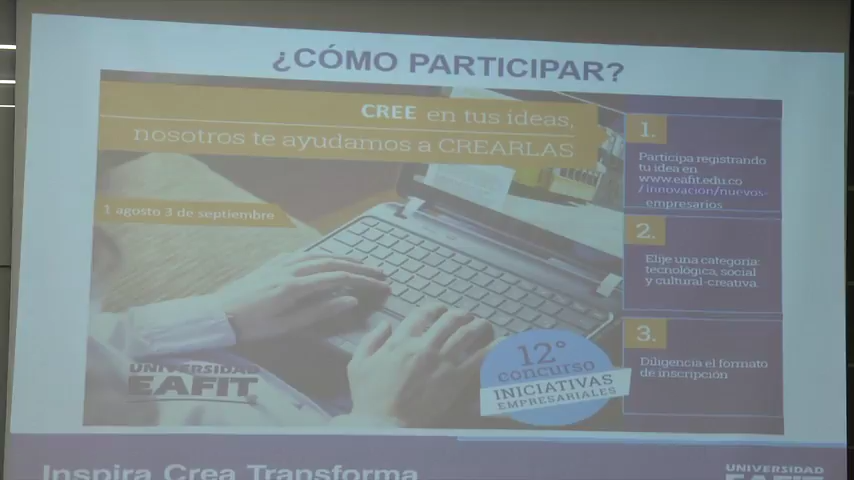 ¿CÓMO PARTICIPAR?
CREE en tus ideas,
nosotros te ayudamos a CREARLAS
1 agosto 3 de septiembre
UNIVERSIDAD
EAFIT
12°
concurso
INICIATIVAS
EMPRESARIALES
1.
Participa registrando
tu idea en
www.eafit.edu.co
/innovacion/nuevos-
empresarios
2.
Elije una categoría:
tecnológica, social
y cultural-creativa.
3.
Diligencia el formato
de inscripción
Inspira Crea Transforma
UNIVERSIDAD
EAFIT